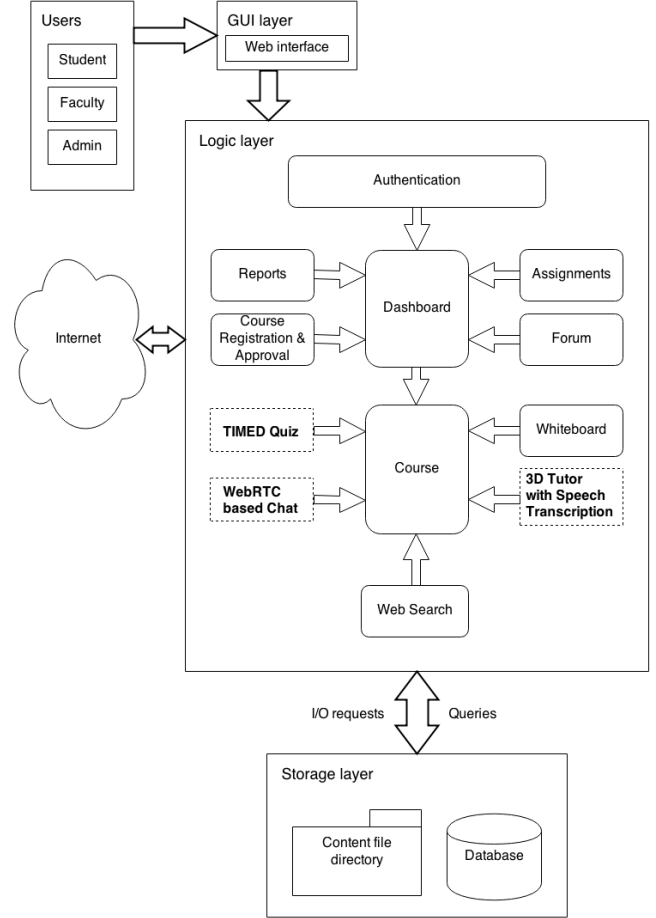 Users
Student
Faculty
Admin
GUI layer
Web interface
Logic layer
Authentication
Reports
Dashboard
Assignments
Course
Registration &
Approval
Forum
Internet
TIMED Quiz
Course
Whiteboard
WebRTC
based Chat
3D Tutor
with Speech
Transcription
Web Search
I/O requests
Queries
Storage layer
Content file
directory
Database